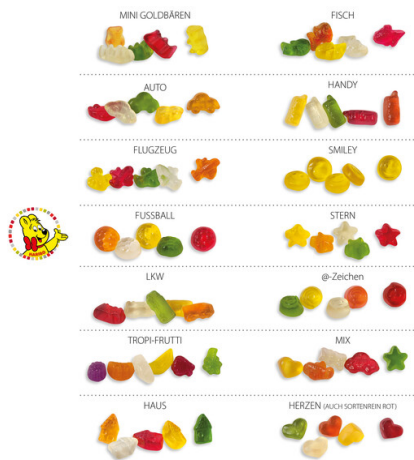 MINI GOLDBÄREN
FISCH
AUTO
HANDY
FLUGZEUG
SMILEY
FUSSBALL
STERN
LKW
@-Zeichen
TROPI-FRUTTI
MIX
HAUS
HERZEN (AUCH SORTENREIN ROT)